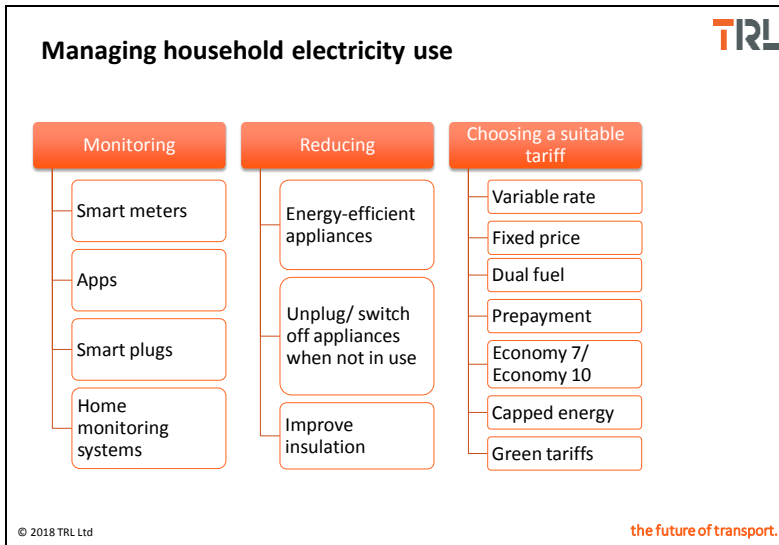 Managing household electricity use
TRL
Monitoring
Smart meters
Apps
Smart plugs
Home
monitoring
systems
Reducing
Energy-efficient
appliances
Unplug/ switch
off appliances
when not in use
Improve
insulation
Choosing a suitable
tariff
Variable rate
Fixed price
Dual fuel
Prepayment
Economy 7/
Economy 10
Capped energy
Green tariffs
© 2018 TRL Ltd
the future of transport.